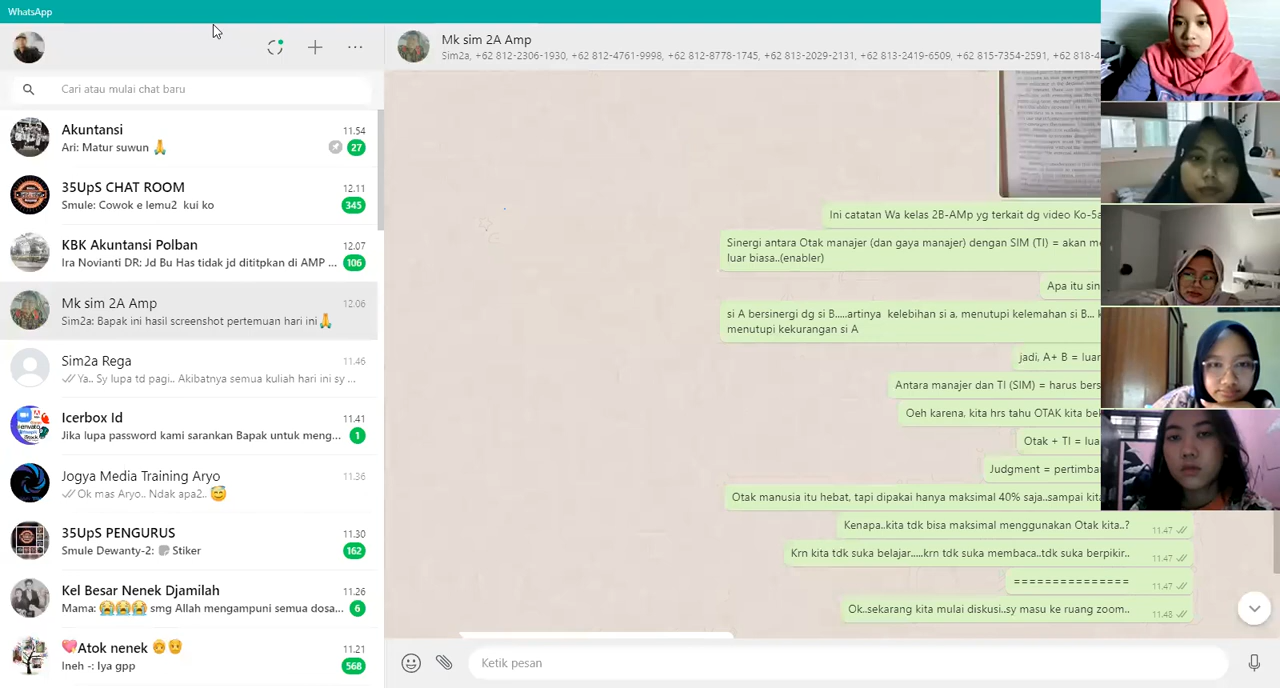 WhatsApp
Cari atau mulai chat baru
Akuntansi
11.54
Ari: Matur suwun 🙏
27
35UpS CHAT ROOM
12.11
Smule: Cowok e lemu2 kui ko
345
KBK Akuntansi Polban
12.07
Ira Novianti DR: Jd Bu Has tidak jd dititpkan di AMP ...
106
Mk sim 2A Amp
12.06
Sim2a: Bapak ini hasil screenshot pertemuan hari ini🙏
Sim2a Rega
11.46
Ya.. Sy lupa td pagi.. Akibatnya semua kuliah hari ini sy ...
Icerbox Id
11.41
Jika lupa password kami sarankan Bapak untuk meng...
1
Jogya Media Training Aryo
11.36
Ok mas Aryo.. Ndak apa2.. 😇
35UpS PENGURUS
11.30
Smule Dewanty-2: Stiker
162
Kel Besar Nenek Djamilah
11.26
Mama: 😭😭😭 smg Allah mengampuni semua dosa...
6
💖Atok nenek 👴👵
11.21
Ineh -: Iya gpp
568
Mk sim 2A Amp
Sim2a, +62 812-2306-1930, +62 812-4761-9998, +62 812-8778-1745, +62 813-2029-2131, +62 813-2419-6509, +62 815-7354-2591, +62 818-4
Ini catatan Wa kelas 2B-AMp yg terkait dg video Ko-5a
Sinergi antara Otak manajer (dan gaya manajer) dengan SIM (TI) = akan me
luar biasa..(enabler)
Apa itu sin
si A bersinergi dg si B.....artinya kelebihan si a, menutupi kelemahan si B... k
menutupi kekurangan si A
jadi, A+ B = luar
Antara manajer dan TI (SIM) = harus bers
Oeh karena, kita hrs tahu OTAK kita bek
Otak + TI = lua
Judgment = pertimba
Otak manusia itu hebat, tapi dipakai hanya maksimal 40% saja..sampai kita
Kenapa..kita tdk bisa maksimal menggunakan Otak kita..?
11.47
Krn kita tdk suka belajar.....krn tdk suka membaca..tdk suka berpikir..
11.47
===============
11.47
Ok..sekarang kita mulai diskusi..sy masu ke ruang zoom..
11.48
Ketik pesan